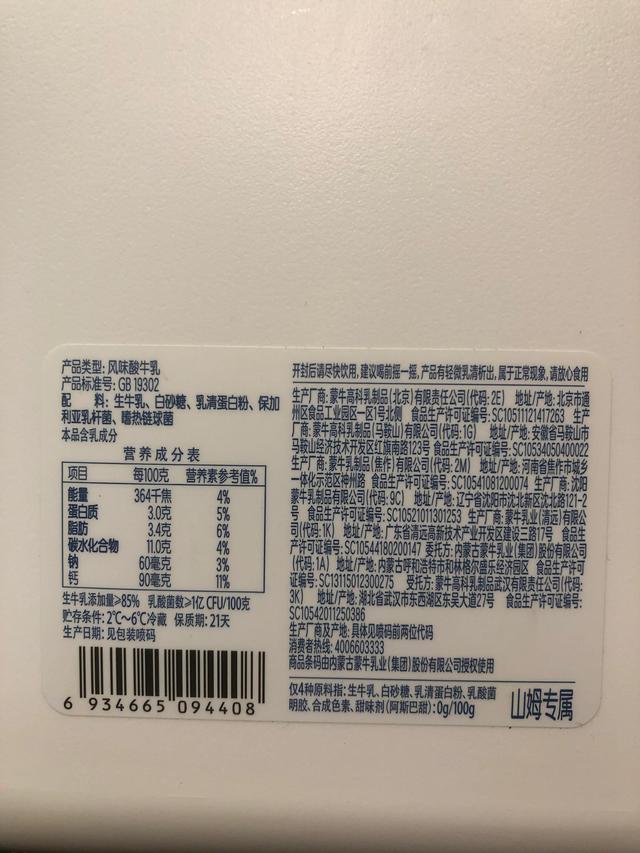 产品类型: 风味酸牛乳
产品标准号: GB 19302
配 料: 生牛乳、白砂糖、乳清蛋白粉、保加
利亚乳杆菌、嗜热链球菌
本品含乳成分
营养成分表
项目 每100克 营养素参考值%
能量 364千焦 4%
蛋白质 3.0克 5%
脂肪 3.4克 6%
碳水化合物 11.0克 4%
钠 60毫克 3%
钙 90毫克 11%
生牛乳添加量≥85% 乳酸菌数≥1亿 CFU/100克
贮存条件: 2℃~6℃冷藏 保质期: 21天
生产日期: 见包装喷码
6 934665 094408
开封后请尽快饮用, 建议喝前摇一摇, 产品有轻微乳清析出, 属于正常现象, 请放心食用
生产厂商: 蒙牛高科乳制品(北京)有限责任公司(代码: 2E) 地址/产地: 北京市通
州区食品工业园区一区1号北侧 食品生产许可证编号: SC10511121417263 生产
厂商: 蒙牛高科乳制品(马鞍山)有限公司(代码: 1G) 地址/产地: 安徽省马鞍山市
马鞍山经济技术开发区红旗南路123号 食品生产许可证编号: SC10534050400022
生产厂商: 蒙牛乳制品(焦作)有限公司(代码: 2M) 地址/产地: 河南省焦作市城乡
一体化示范区神州路 食品生产许可证编号: SC10541081200074 生产厂商: 沈阳
蒙牛乳制品有限公司(代码: 9C) 地址/产地: 辽宁省沈阳市沈北新区沈北路121-2
号 食品生产许可证编号: SC10521011301253 生产厂商: 蒙牛乳业(清远)有限公
司(代码: 1K) 地址/产地: 广东省清远高新技术产业开发区建设三路17号 食品生
产许可证编号: SC10544180200147 委托方: 内蒙古蒙牛乳业(集团)股份有限公司
(代码: 1A) 地址/产地: 内蒙古呼和浩特市和林格尔盛乐经济园区 食品生产许可
证编号: SC13115012300275 受托方: 蒙牛高科乳制品武汉有限责任公司(代码:
3K) 地址/产地: 湖北省武汉市东西湖区东吴大道27号 食品生产许可证编号:
SC10542011250386
生产厂商及产地: 具体见喷码前两位代码
消费者热线: 4006603333
商品条码由内蒙古蒙牛乳业(集团)股份有限公司授权使用
仅4种原料指: 生牛乳、白砂糖、乳清蛋白粉、乳酸菌
明胶、合成色素、甜味剂(阿斯巴甜): 0g/100g
山姆专属